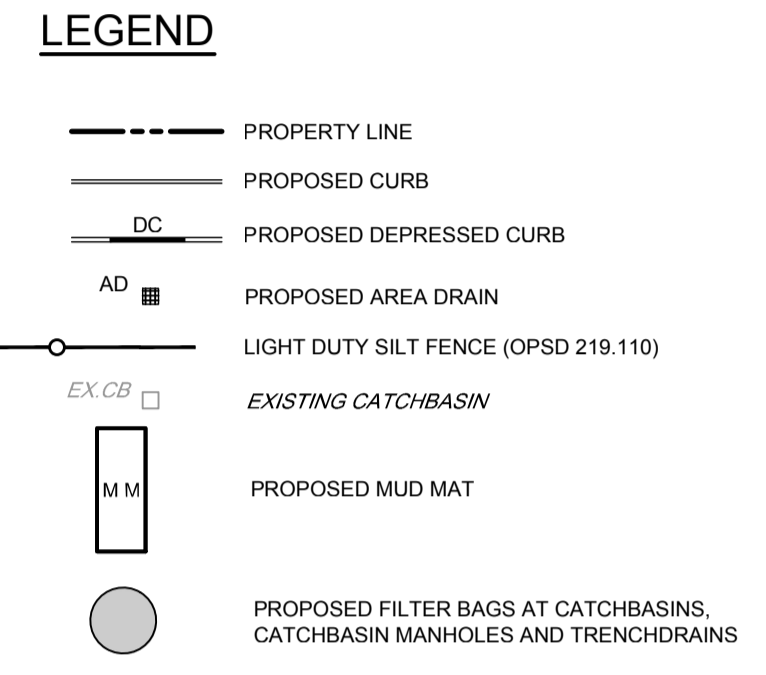 LEGEND
PROPERTY LINE
PROPOSED CURB
DC
PROPOSED DEPRESSED CURB
AD
PROPOSED AREA DRAIN
LIGHT DUTY SILT FENCE (OPSD 219.110)
EX.CB
EXISTING CATCHBASIN
M M
PROPOSED MUD MAT
PROPOSED FILTER BAGS AT CATCHBASINS,
CATCHBASIN MANHOLES AND TRENCHDRAINS